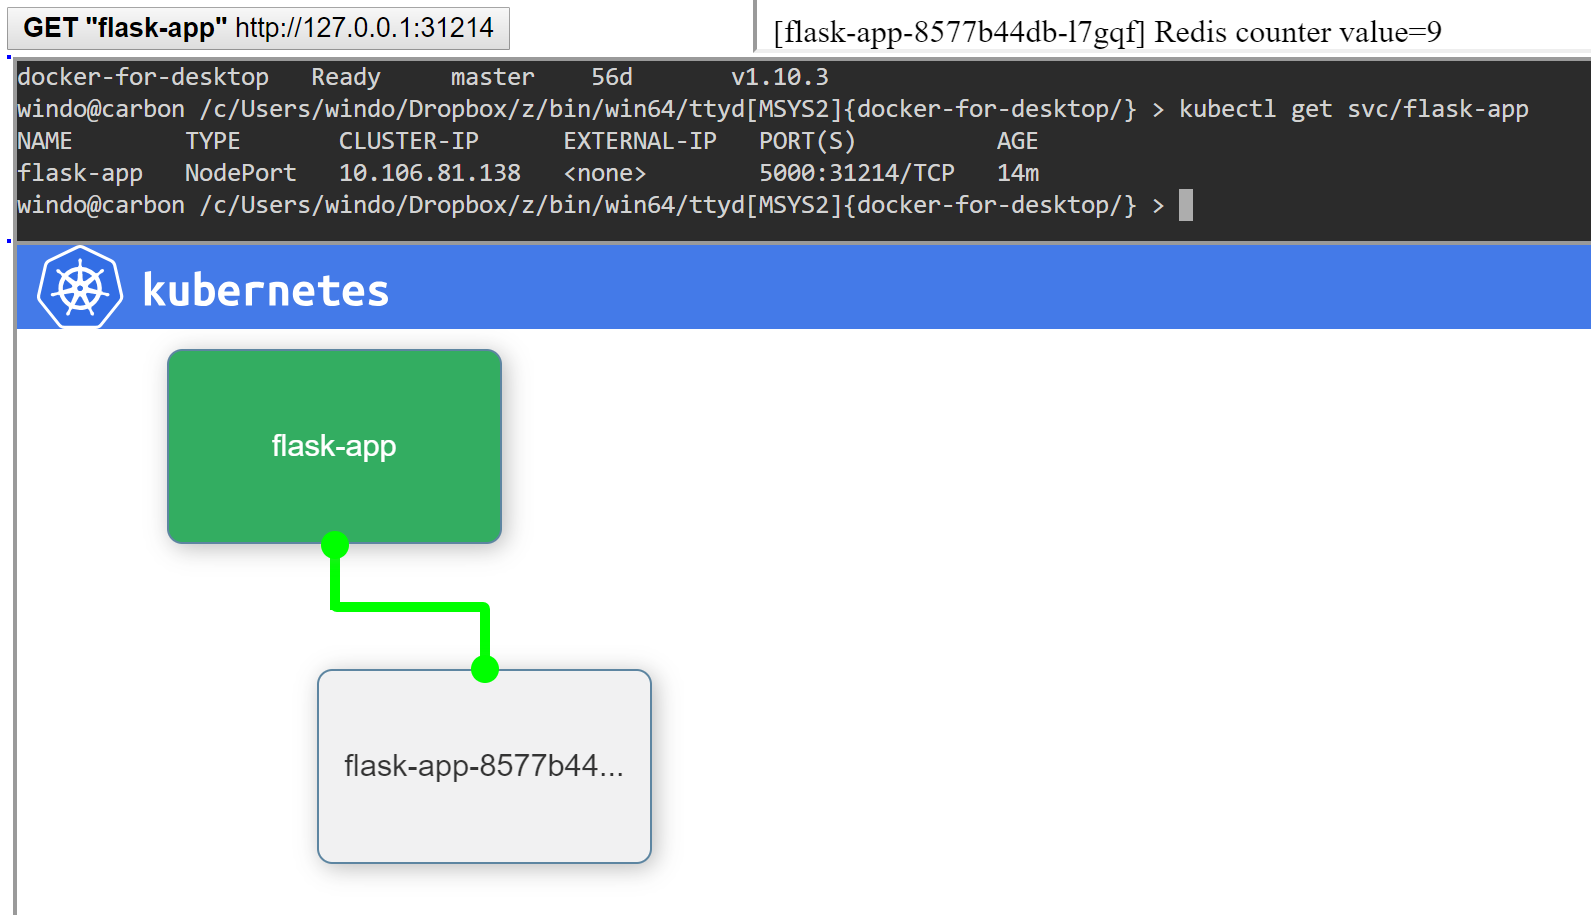 GET "flask-app" http://127.0.0.1:31214
[flask-app-8577b44db-l7gqf] Redis counter value=9
docker-for-desktop   Ready     master    56d       v1.10.3
windo@carbon /c/Users/windo/Dropbox/z/bin/win64/ttyd[MSYS2]{docker-for-desktop/} > kubectl get svc/flask-app
NAME        TYPE       CLUSTER-IP      EXTERNAL-IP   PORT(S)          AGE
flask-app   NodePort   10.106.81.138   <none>        5000:31214/TCP   14m
windo@carbon /c/Users/windo/Dropbox/z/bin/win64/ttyd[MSYS2]{docker-for-desktop/} >
kubernetes
flask-app
flask-app-8577b44...